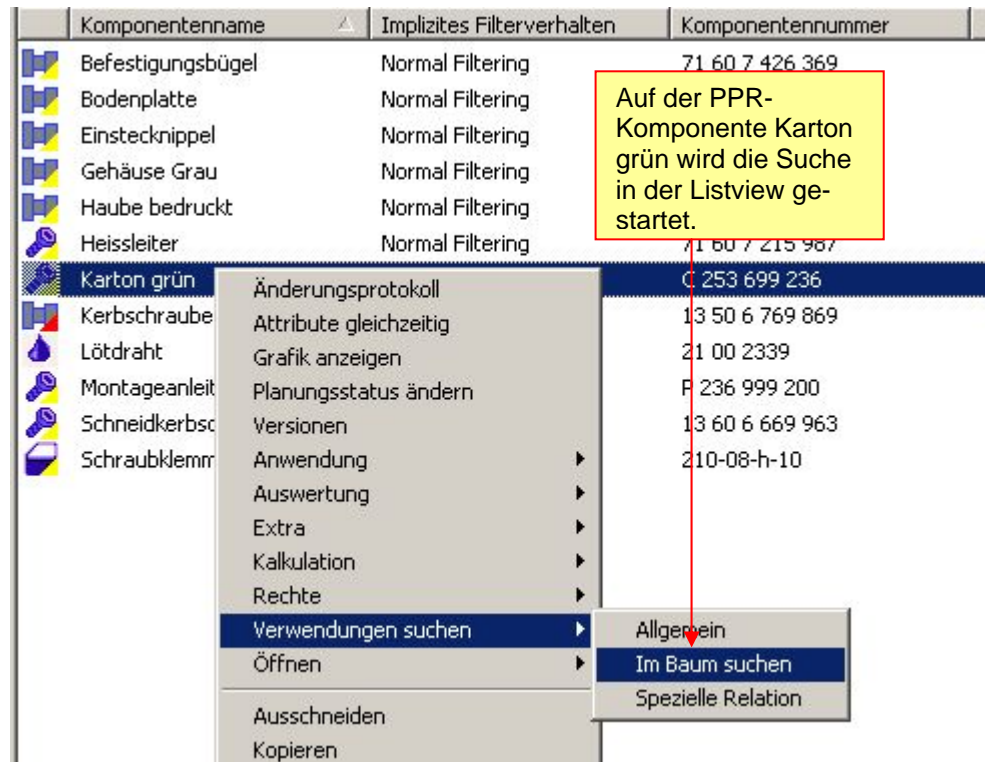 Komponentenname Implizites Filterverhalten Komponentennummer
Befestigungsbügel Normal Filtering 71 60 7 426 369
Bodenplatte Normal Filtering
Einstecknippel Normal Filtering
Gehäuse Grau Normal Filtering
Haube bedruckt Normal Filtering
Heissleiter Normal Filtering 71 60 7 215 987
Auf der PPR-
Komponente Karton
grün wird die Suche
in der Listview ge-
startet.
Karton grün C 253 699 236
Kerbschraube 13 50 6 769 869
Lötdraht 21 00 2339
Montageanleit P 236 999 200
Schneidkerbsc 13 60 6 669 963
Schraubklemm 210-08-h-10
Änderungsprotokoll
Attribute gleichzeitig
Grafik anzeigen
Planungsstatus ändern
Versionen
Anwendung
Auswertung
Extra
Kalkulation
Rechte
Verwendungen suchen
Öffnen
Ausschneiden
Kopieren
Allgemein
Im Baum suchen
Spezielle Relation